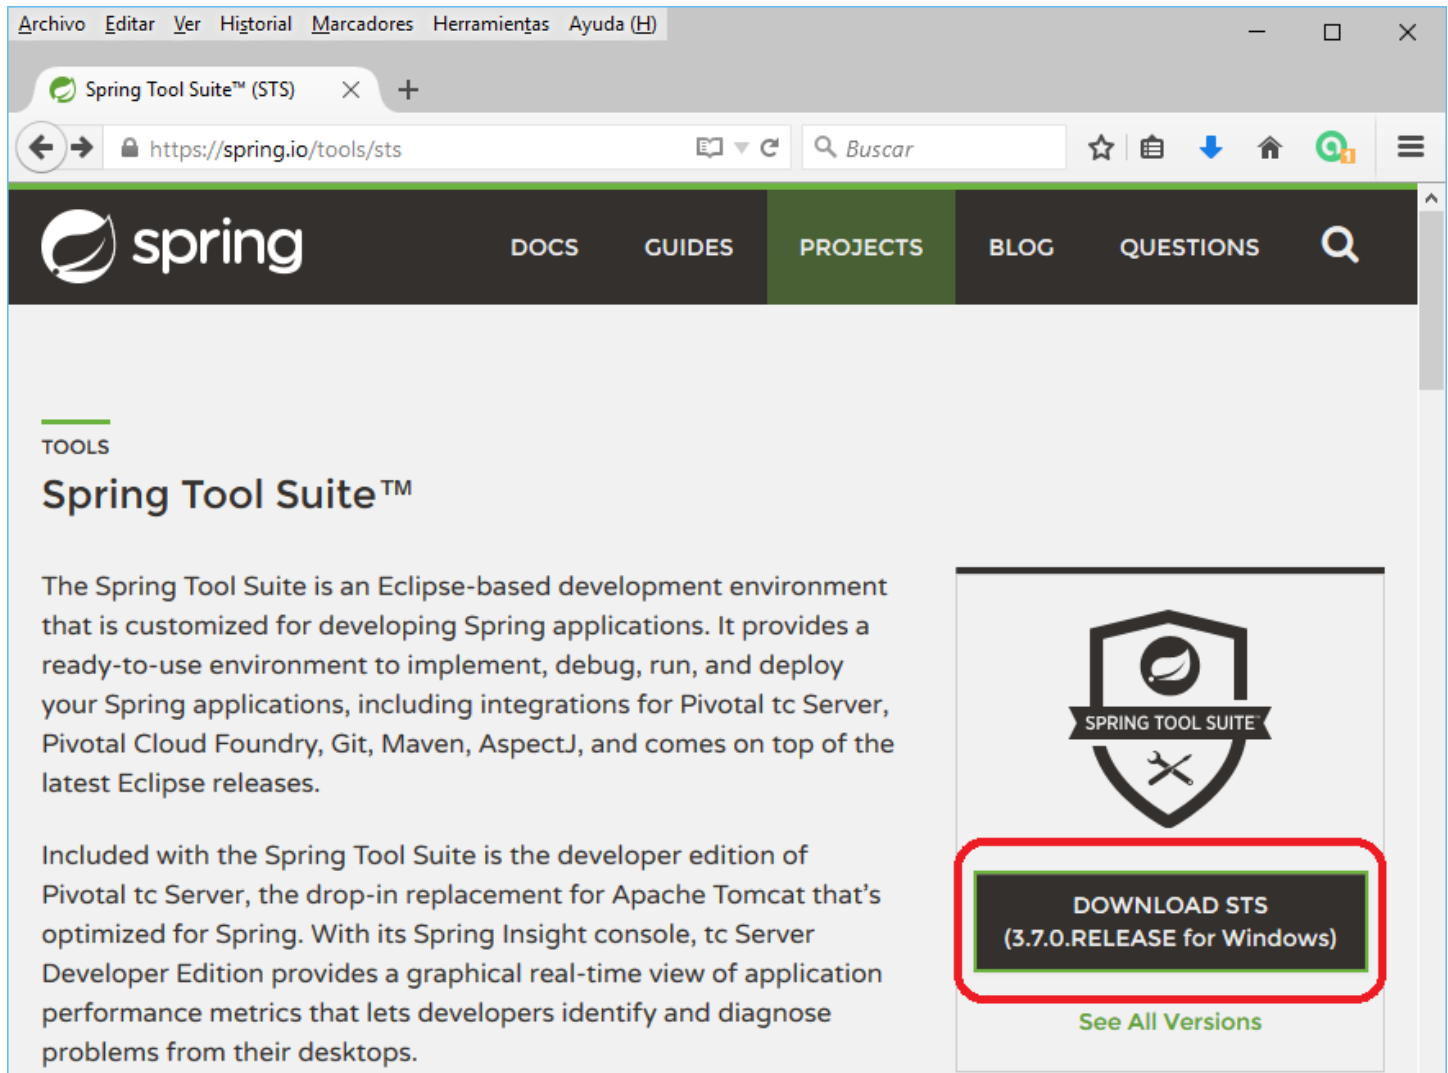 Archivo Editar Ver Historial Marcadores Herramientas Ayuda (H)
Spring Tool Suite™ (STS)
https://spring.io/tools/sts
Buscar
1
spring
DOCS GUIDES PROJECTS BLOG QUESTIONS
TOOLS
Spring Tool Suite™
The Spring Tool Suite is an Eclipse-based development environment
that is customized for developing Spring applications. It provides a
ready-to-use environment to implement, debug, run, and deploy
your Spring applications, including integrations for Pivotal tc Server,
Pivotal Cloud Foundry, Git, Maven, AspectJ, and comes on top of the
latest Eclipse releases.
Included with the Spring Tool Suite is the developer edition of
Pivotal tc Server, the drop-in replacement for Apache Tomcat that’s
optimized for Spring. With its Spring Insight console, tc Server
Developer Edition provides a graphical real-time view of application
performance metrics that lets developers identify and diagnose
problems from their desktops.
SPRING TOOL SUITE™
DOWNLOAD STS
(3.7.0.RELEASE for Windows)
See All Versions